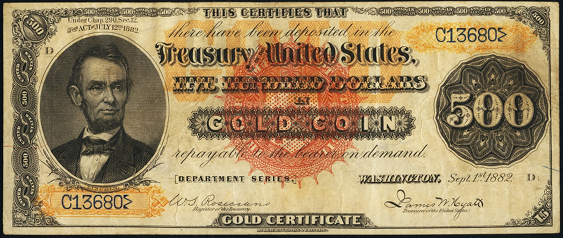 THIS CERTIFIES THAT
Under Chap. 290, Sec. 12.
of ACT of JULY 12th 1882
there have been deposited in the
C13680
D
Treasury of the United States,
FIVE HUNDRED DOLLARS
IN
500
GOLD COIN
repayable to the bearer on demand.
[DEPARTMENT SERIES.
WASHINGTON, Sept. 1st 1882.
D
C13680
W.S. Rosecrans
Register of the Treasury.
James W. Hyatt
Treasurer of the United States.
GOLD CERTIFICATE